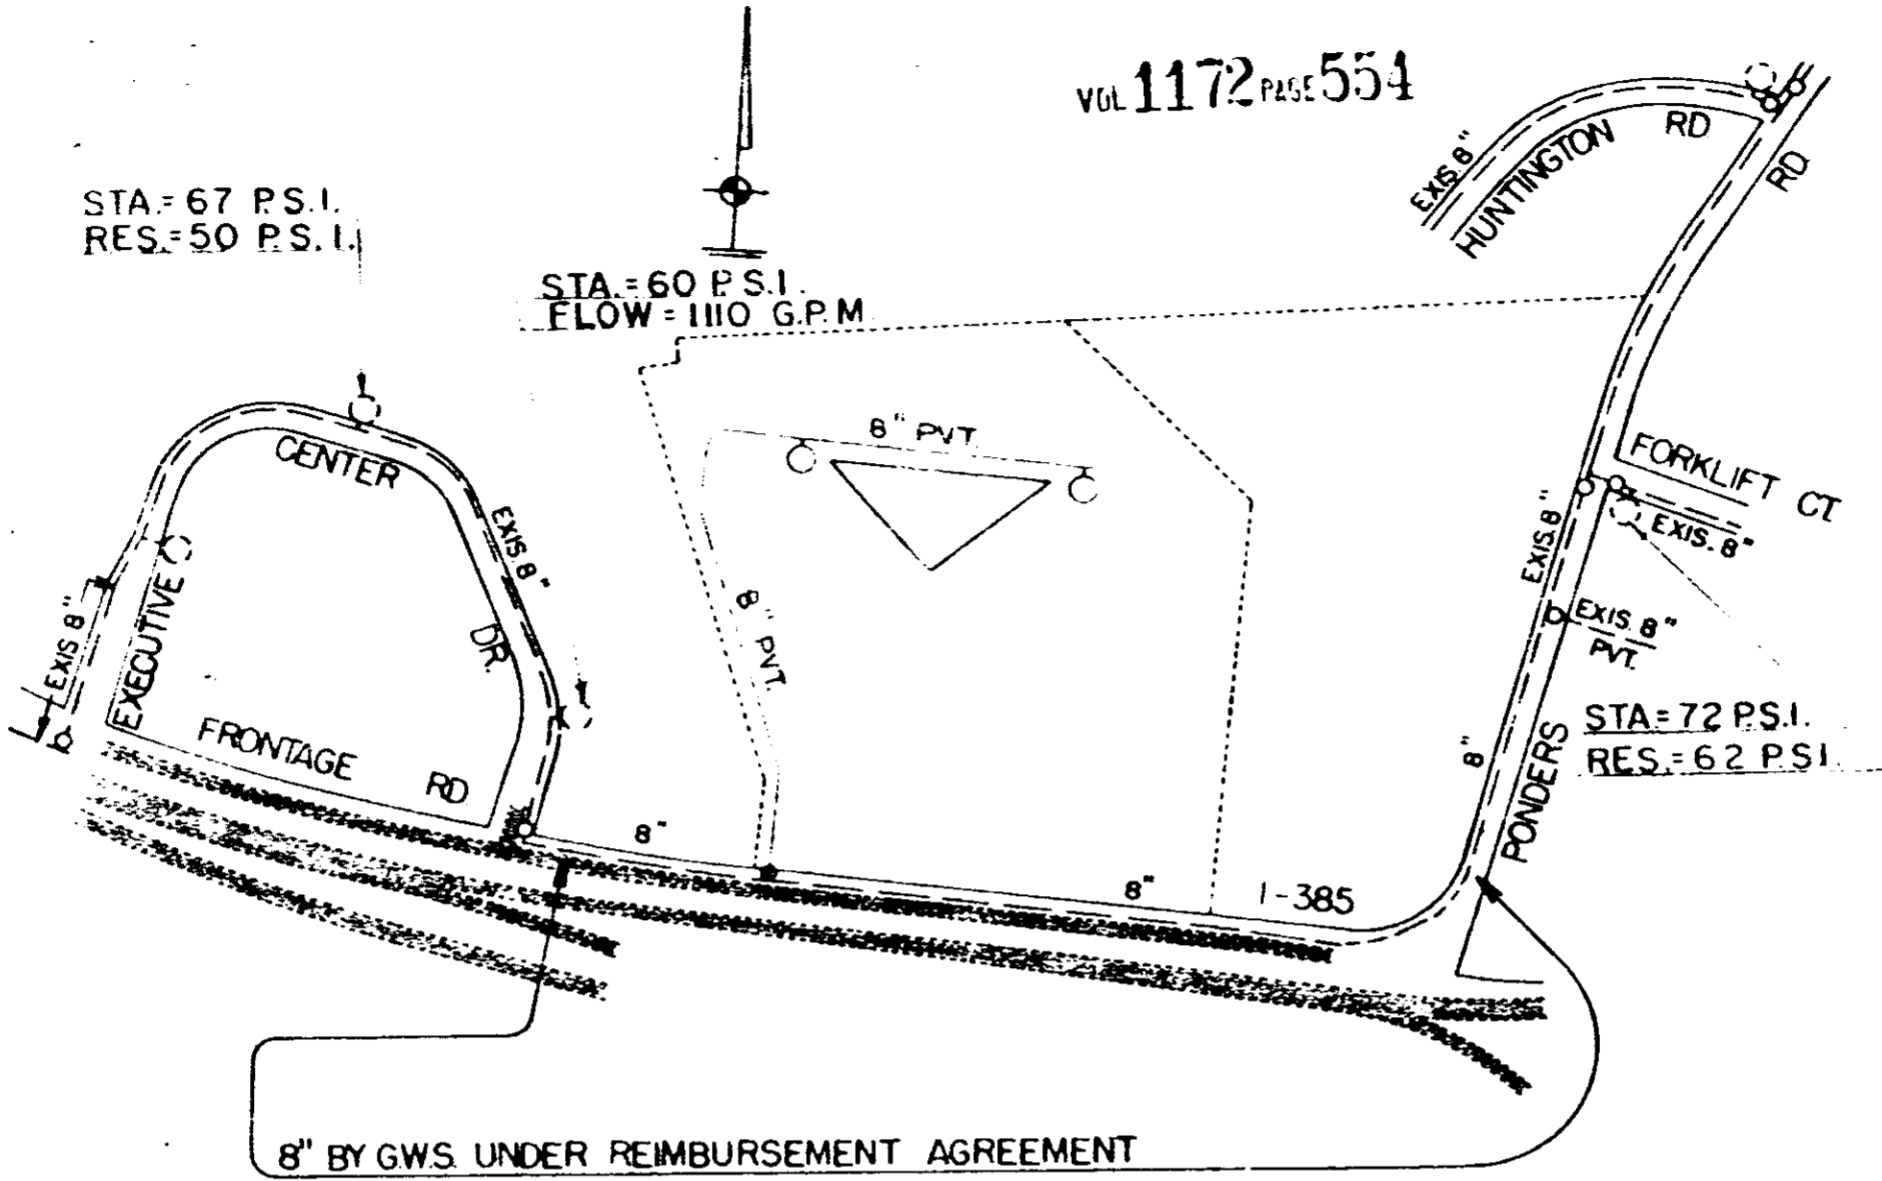 VOL 1172 PAGE 554
STA.=67 P.S.I.
RES.=50 P.S.I.
STA.=60 P.S.I.
FLOW=1110 G.P.M
EXIS. 8"
HUNTINGTON RD
RD
8" PVT.
CENTER
EXIS. 8"
DR.
EXECUTIVE
EXIS 8"
FRONTAGE RD
8" PVT.
FORKLIFT CT.
EXIS. 8"
EXIS. 8"
EXIS. 8"
PVT.
STA=72 P.S.I.
RES.=62 P.S.I.
8"
PONDERS
8"
8"
I-385
8" BY G.W.S. UNDER REIMBURSEMENT AGREEMENT